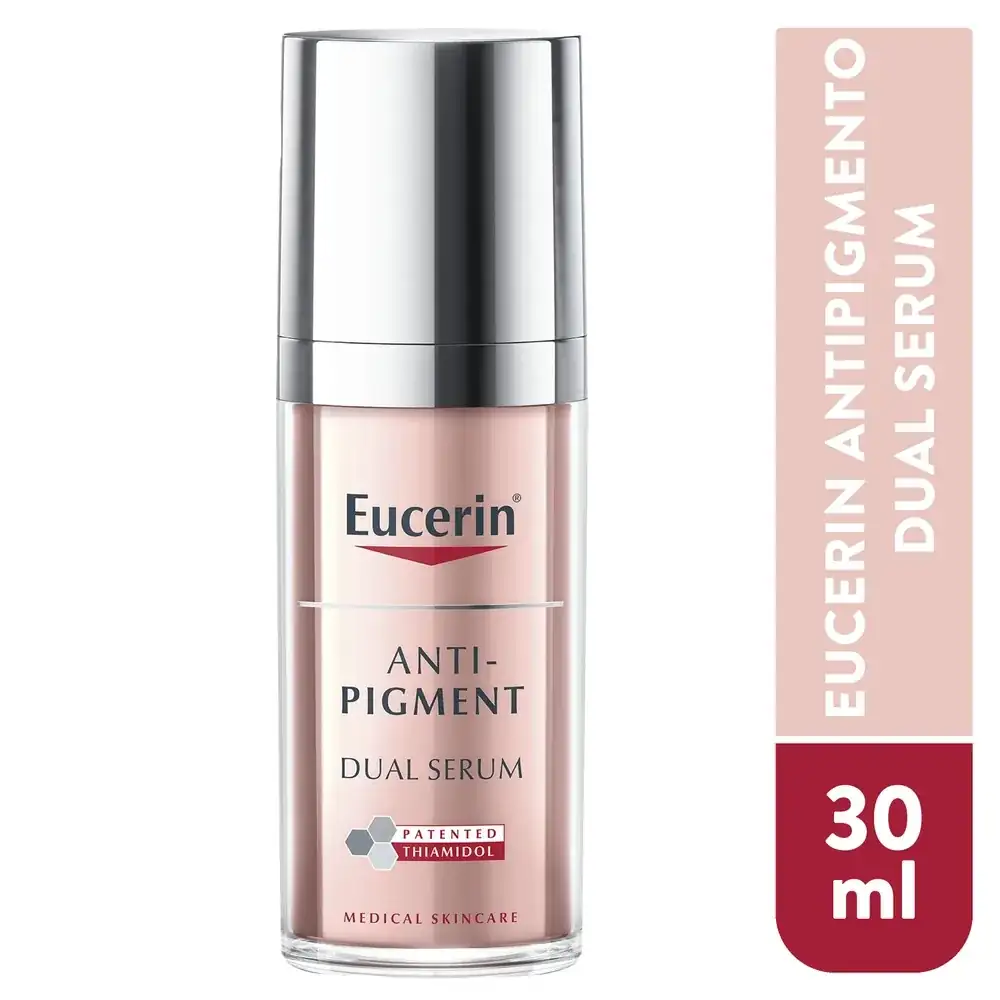 Eucerin®
ANTI-
PIGMENT
DUAL SERUM
PATENTED
THIAMIDOL
MEDICAL SKINCARE
EUCERIN ANTIPIGMENTO
DUAL SERUM
30
ml